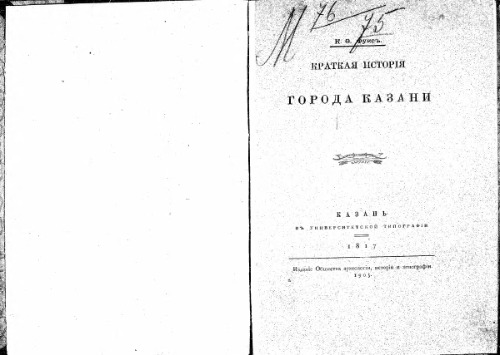 М 76
75
К. Ѳ. Фуксъ.
КРАТКАЯ ИСТОРІЯ
ГОРОДА КАЗАНИ
КАЗАНЬ
ВЪ УНИВЕРСИТЕТСКОЙ ТИПОГРАФІИ
1817
Изданіе Общества археологіи, исторіи и этнографіи
1905.